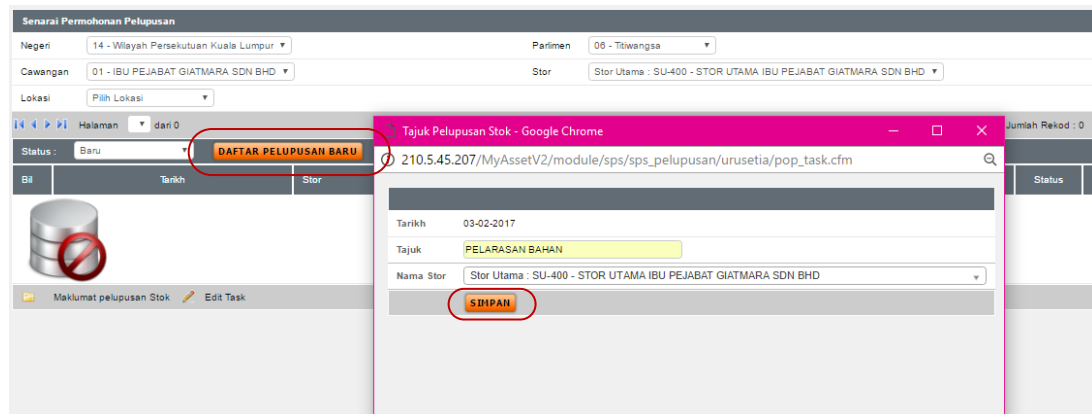 Senarai Permohonan Pelupusan
Negeri 14 - Wilayah Persekutuan Kuala Lumpur Parlimen 06 - Titiwangsa
Cawangan 01 - IBU PEJABAT GIATMARA SDN BHD Stor Stor Utama : SU-400 - STOR UTAMA IBU PEJABAT GIATMARA SDN BHD
Lokasi Pilih Lokasi
Halaman dari 0 Jumlah Rekod : 0
Status : Baru DAFTAR PELUPUSAN BARU
Bil Tarikh Stor Status
Maklumat pelupusan Stok Edit Task
Tajuk Pelupusan Stok - Google Chrome
210.5.45.207/MyAssetV2/module/sps/sps_pelupusan/urusetia/pop_task.cfm
Tarikh 03-02-2017
Tajuk PELARASAN BAHAN
Nama Stor Stor Utama : SU-400 - STOR UTAMA IBU PEJABAT GIATMARA SDN BHD
SIMPAN